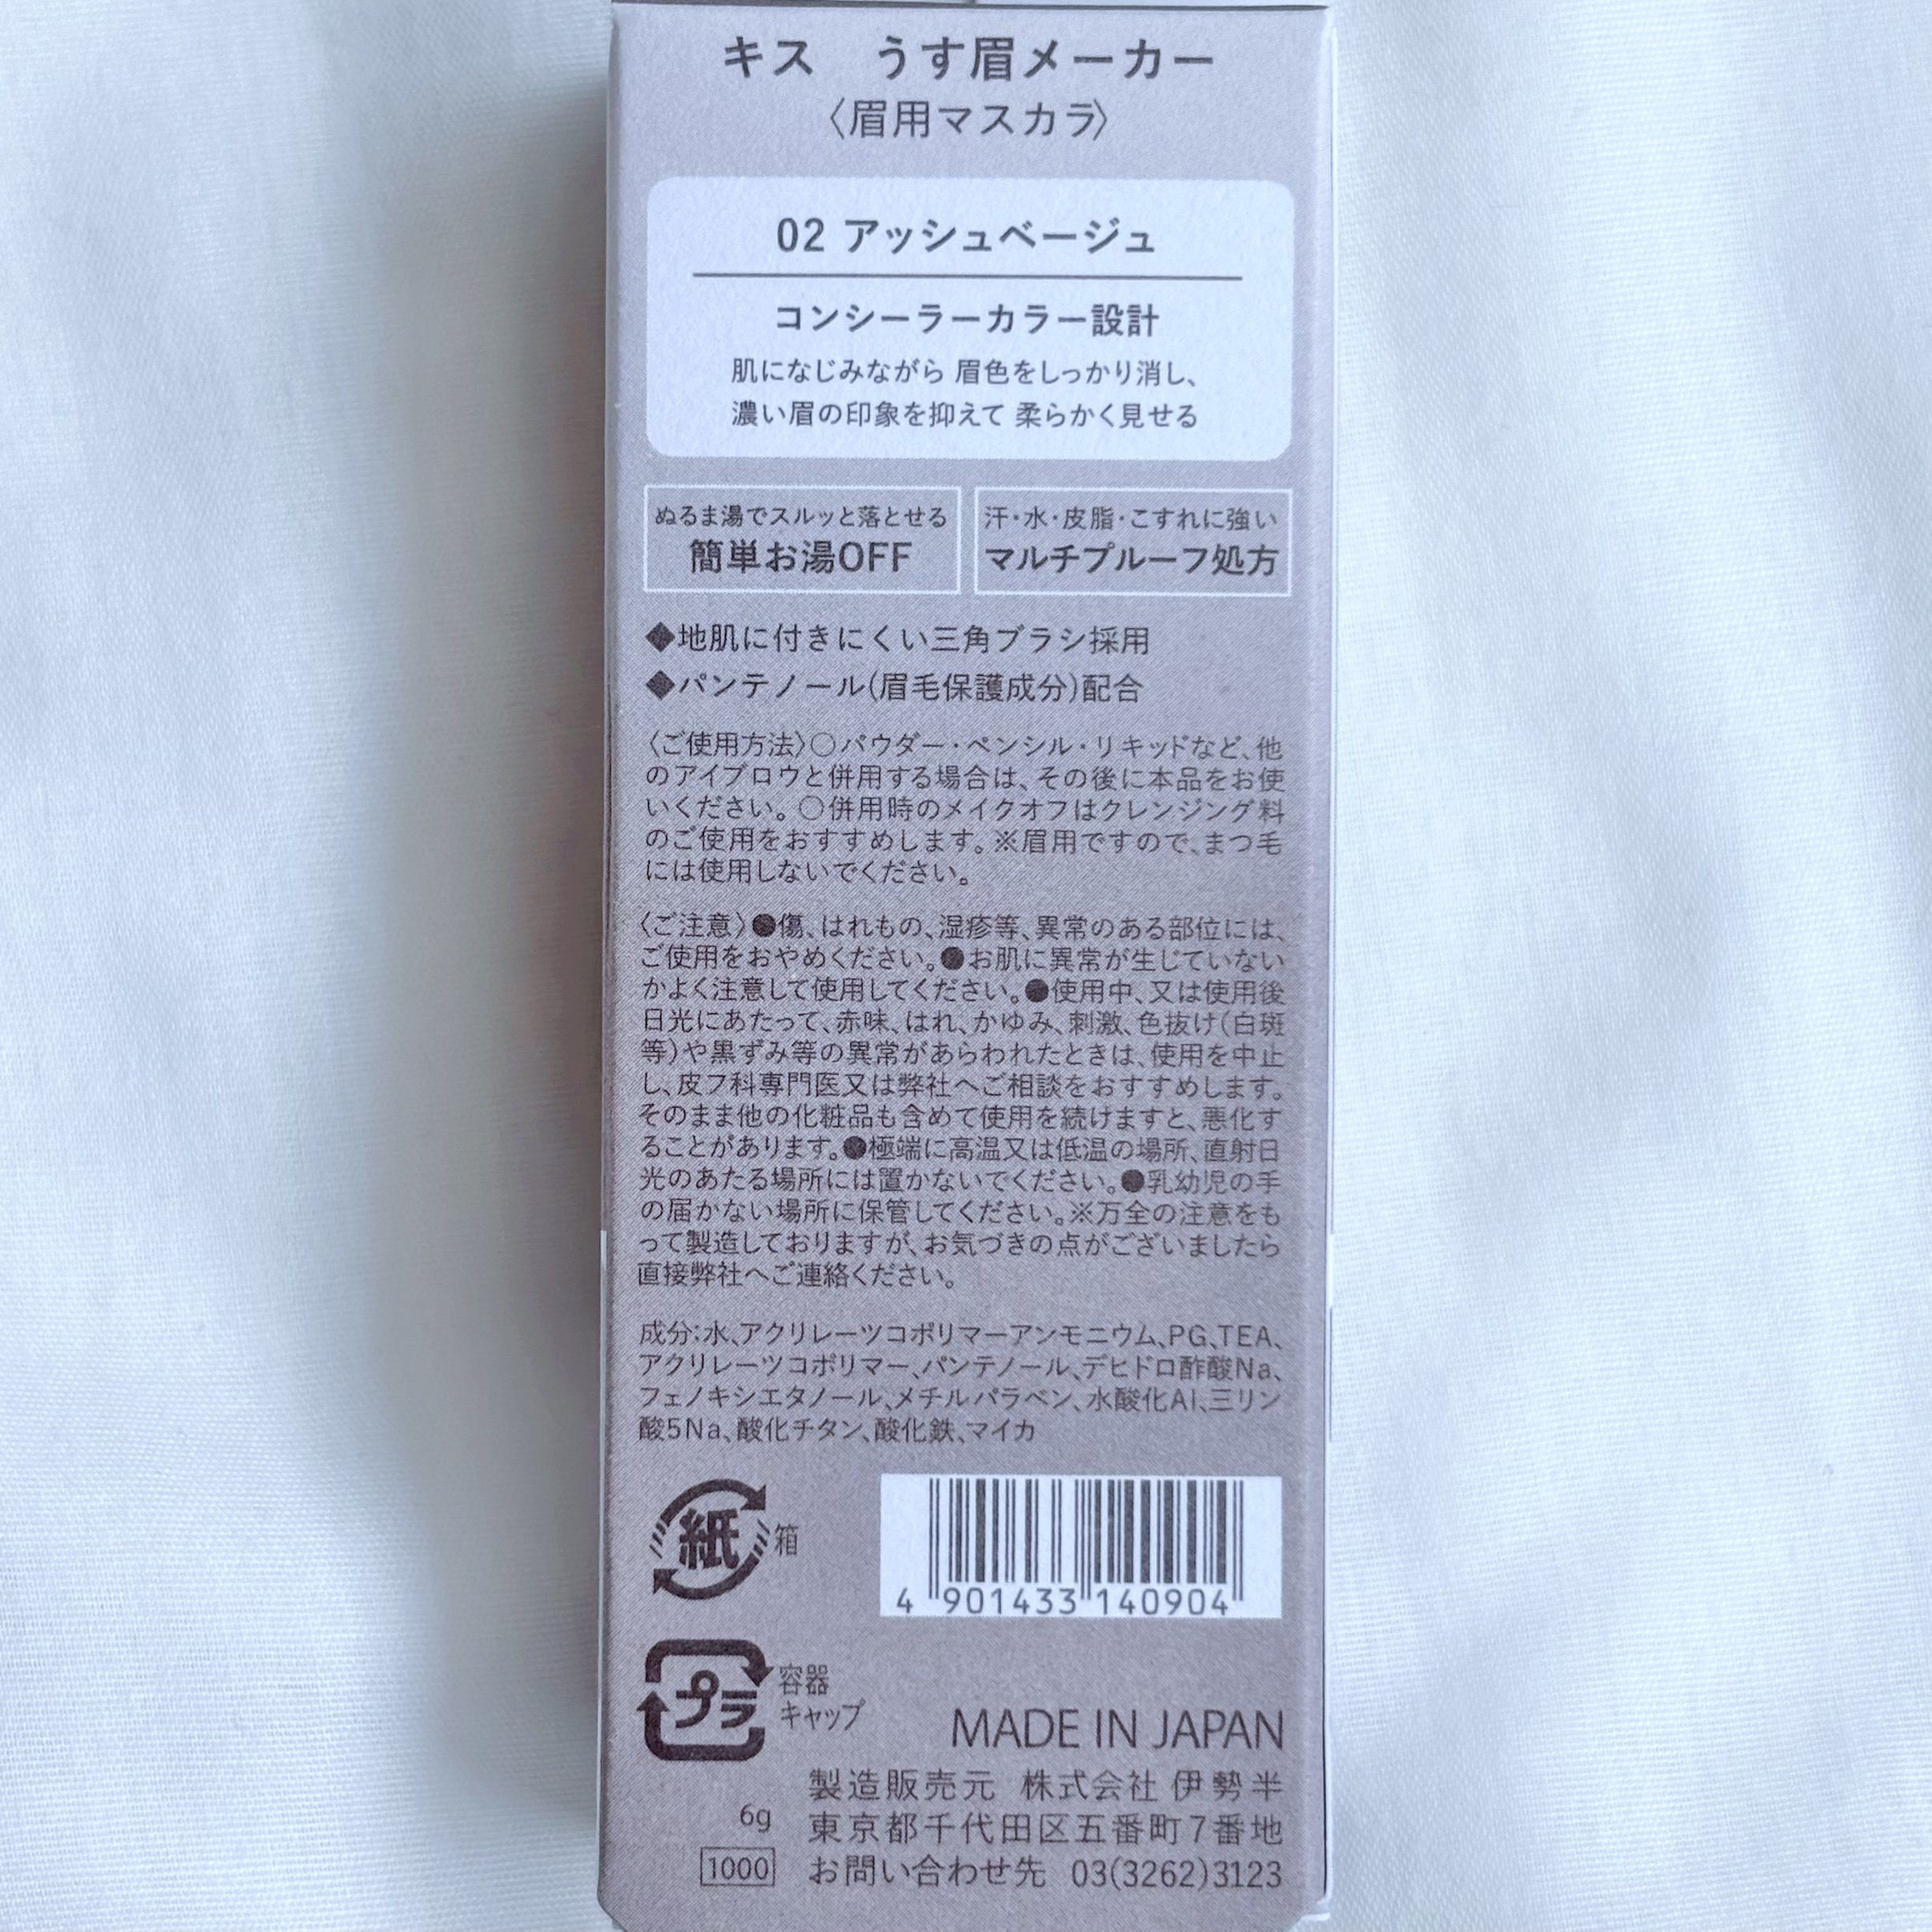 キス うす眉メーカー
〈眉用マスカラ〉
02 アッシュベージュ
コンシーラーカラー設計
肌になじみながら 眉色をしっかり消し、
濃い眉の印象を抑えて 柔らかく見せる
ぬるま湯でスルッと落とせる
簡単お湯OFF
汗・水・皮脂・こすれに強い
マルチプルーフ処方
◆地肌に付きにくい三角ブラシ採用
◆パンテノール(眉毛保護成分)配合
〈ご使用方法〉○パウダー・ペンシル・リキッドなど、他
のアイブロウと併用する場合は、その後に本品をお使
いください。○併用時のメイクオフはクレンジング料
のご使用をおすすめします。※眉用ですので、まつ毛
には使用しないでください。
〈ご注意〉●傷、はれもの、湿疹等、異常のある部位には、
ご使用をおやめください。●お肌に異常が生じていない
かよく注意して使用してください。●使用中、又は使用後
日光にあたって、赤味、はれ、かゆみ、刺激、色抜け(白斑
等)や黒ずみ等の異常があらわれたときは、使用を中止
し、皮フ科専門医又は弊社へご相談をおすすめします。
そのまま他の化粧品も含めて使用を続けますと、悪化す
ることがあります。●極端に高温又は低温の場所、直射日
光のあたる場所には置かないでください。●乳幼児の手
の届かない場所に保管してください。※万全の注意をも
って製造しておりますが、お気づきの点がございましたら
直接弊社へご連絡ください。
成分:水、アクリレーツコポリマーアンモニウム、PG、TEA、
アクリレーツコポリマー、パンテノール、デヒドロ酢酸Na、
フェノキシエタノール、メチルパラベン、水酸化Al、三リン
酸5Na、酸化チタン、酸化鉄、マイカ
紙 箱
4 901433 140904
プラ 容器
キャップ
MADE IN JAPAN
製造販売元 株式会社 伊勢半
6g
東京都千代田区五番町7番地
1000
お問い合わせ先 03(3262)3123